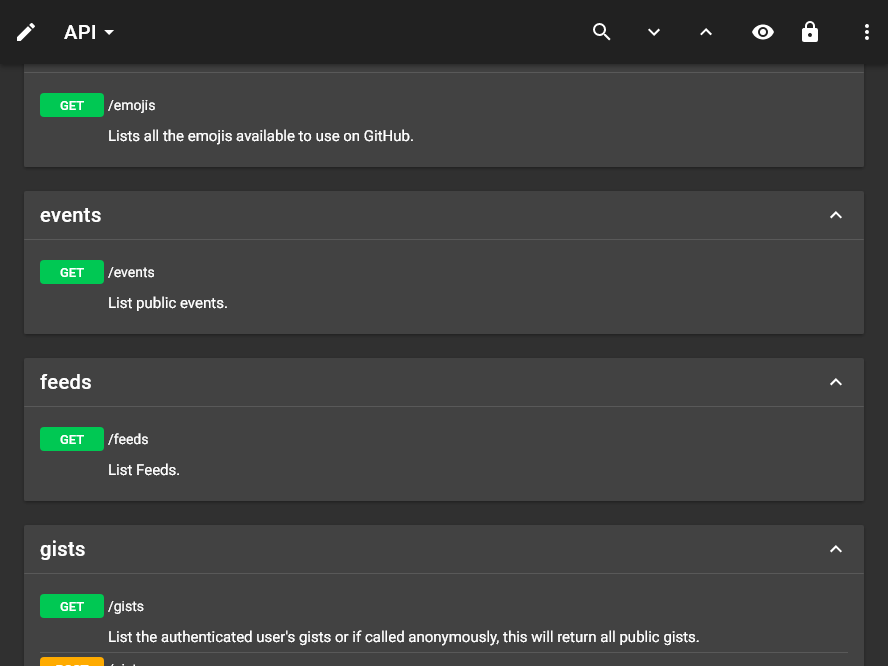 API
GET /emojis
Lists all the emojis available to use on GitHub.
events
GET /events
List public events.
feeds
GET /feeds
List Feeds.
gists
GET /gists
List the authenticated user's gists or if called anonymously, this will return all public gists.